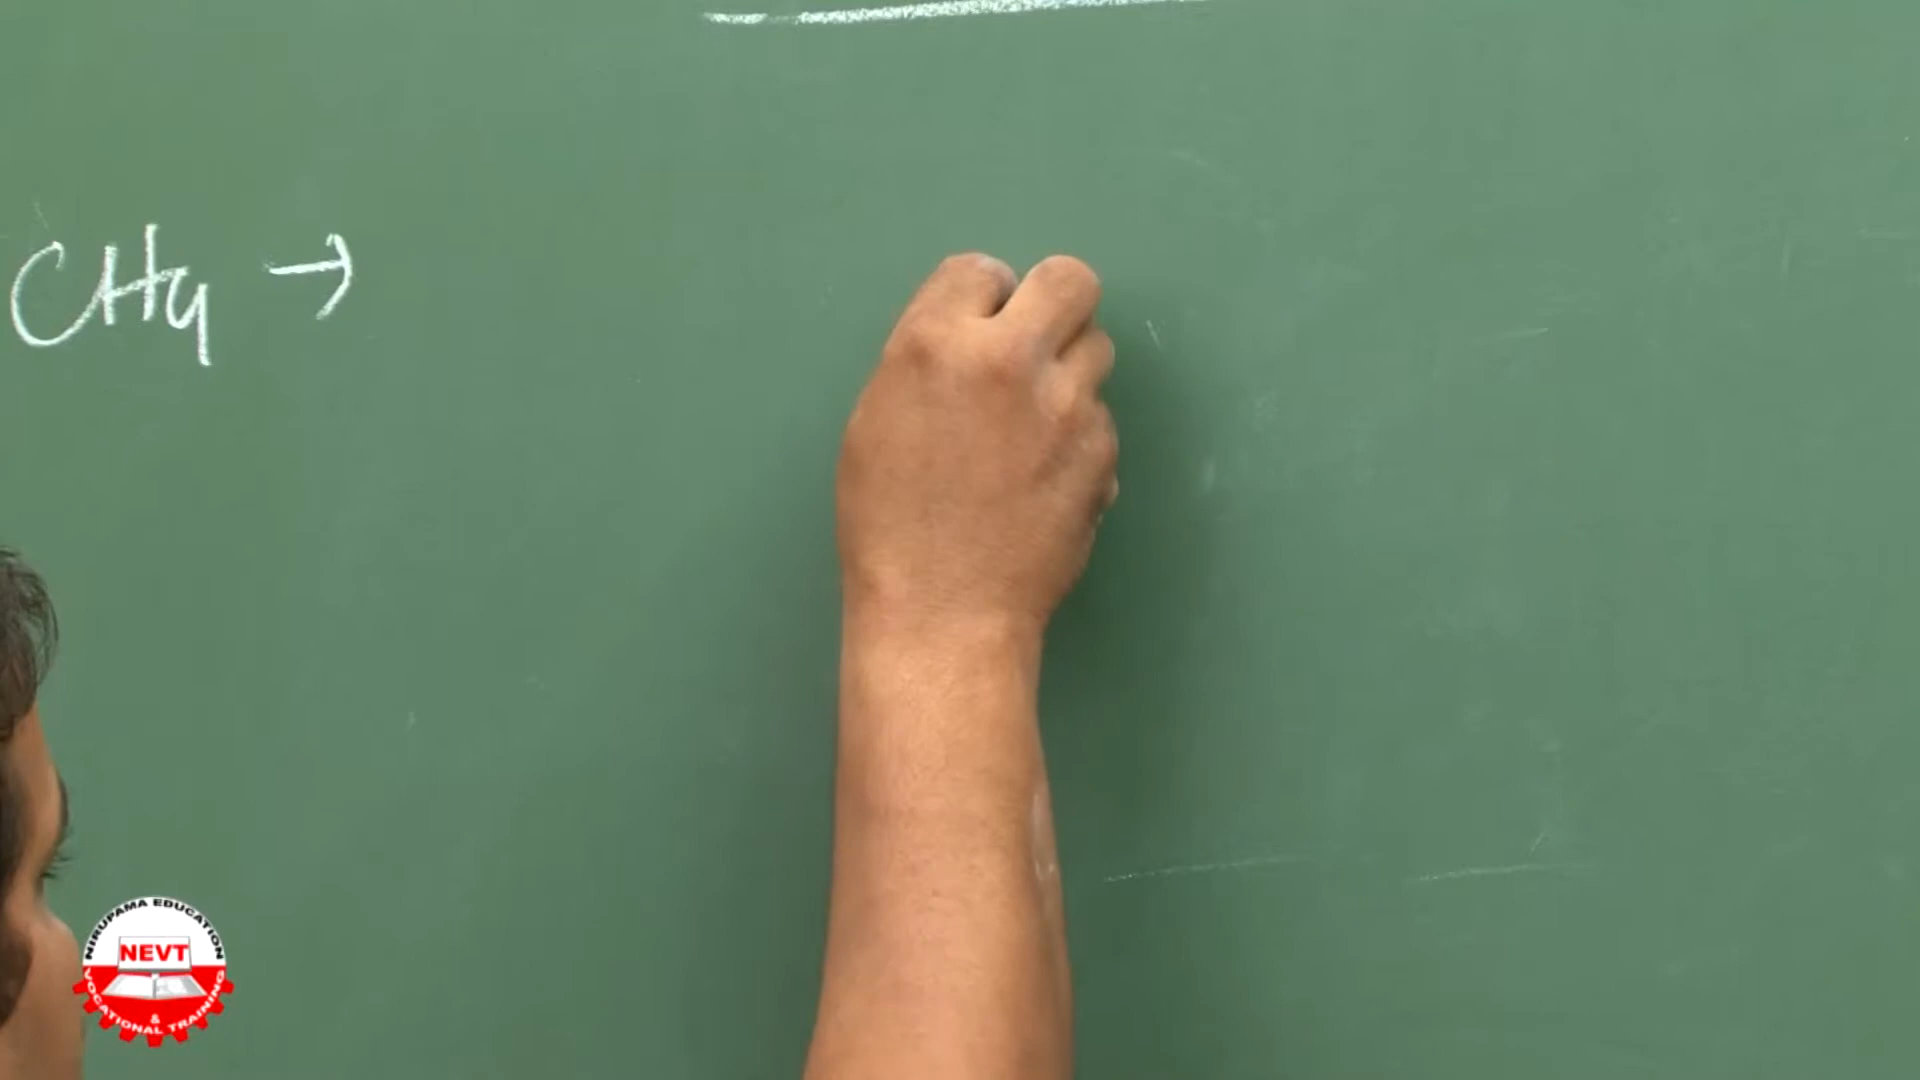 CH4 →
NIRUPAMA EDUCATION
NEVT
&
VOCATIONAL TRAINING